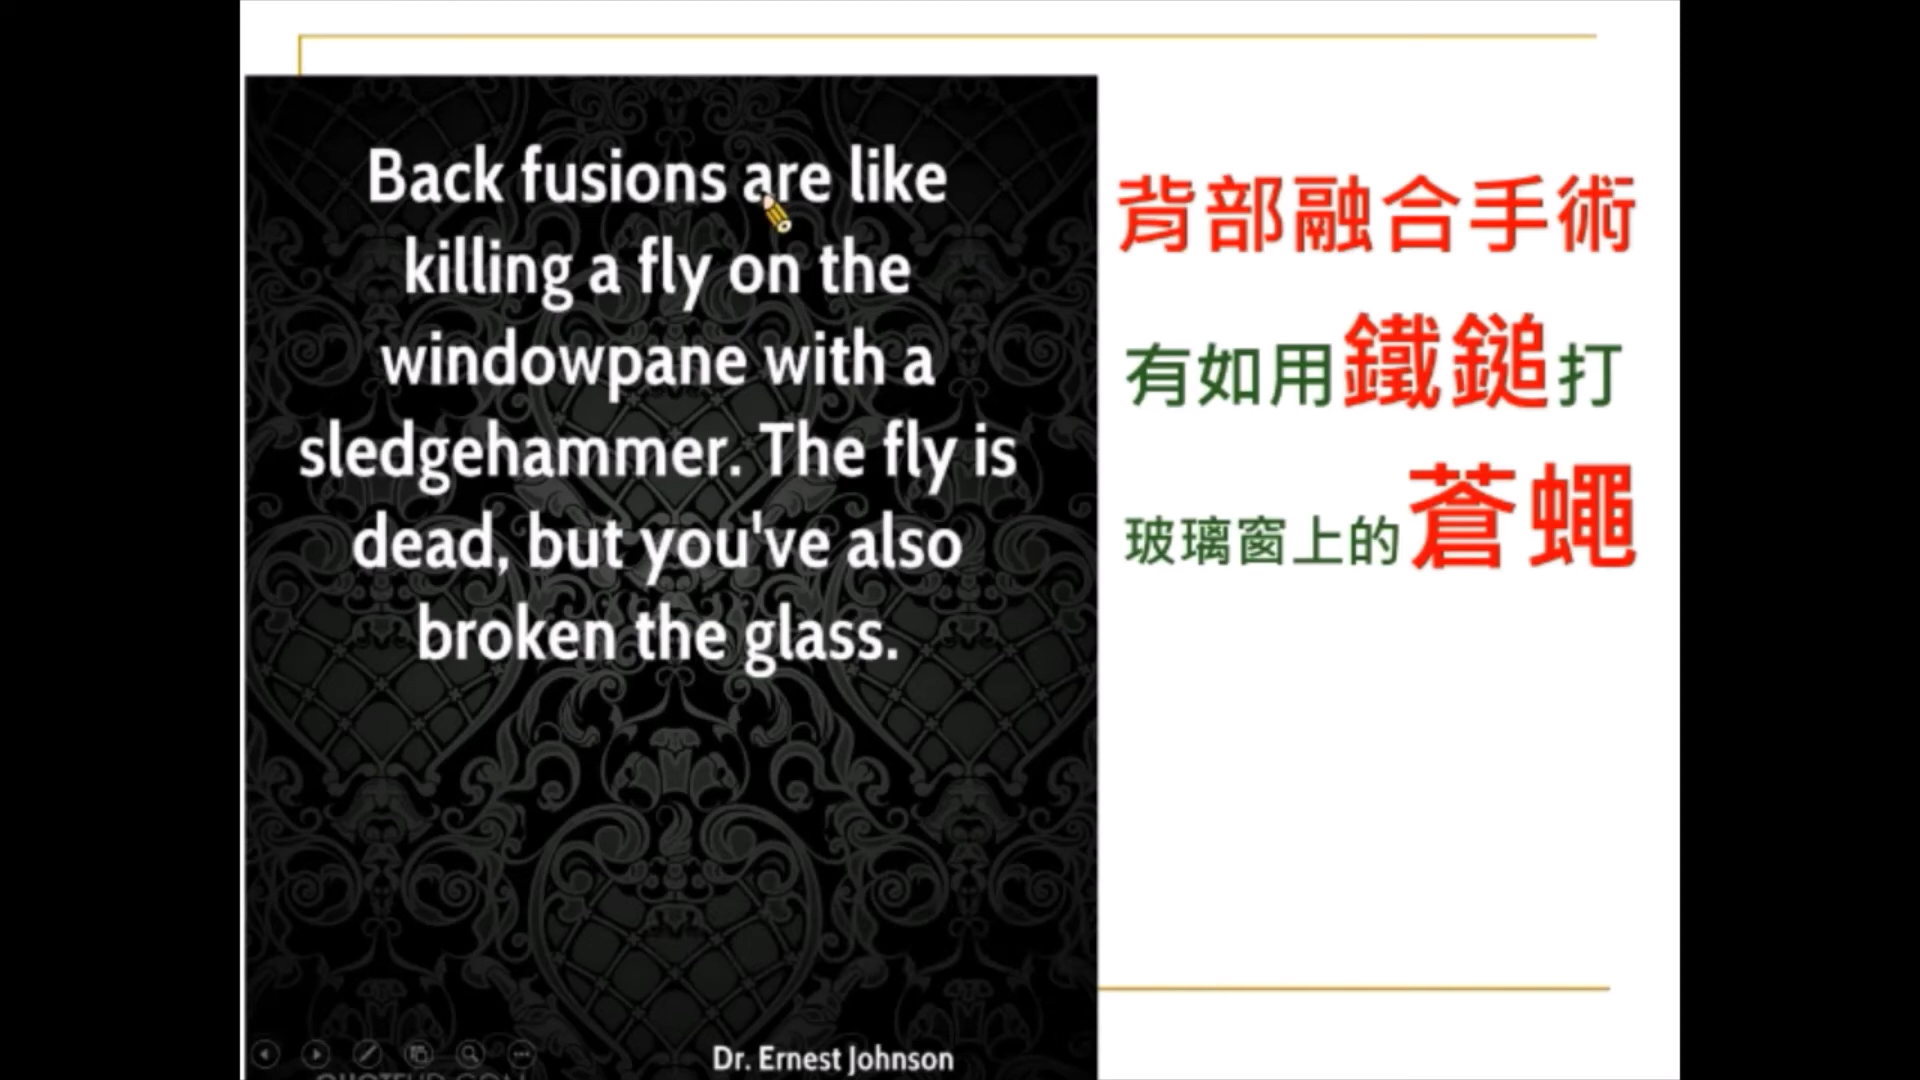 Back fusions are like
killing a fly on the
windowpane with a
sledgehammer. The fly is
dead, but you've also
broken the glass.
Dr. Ernest Johnson
背部融合手術
有如用鐵鎚打
玻璃窗上的蒼蠅